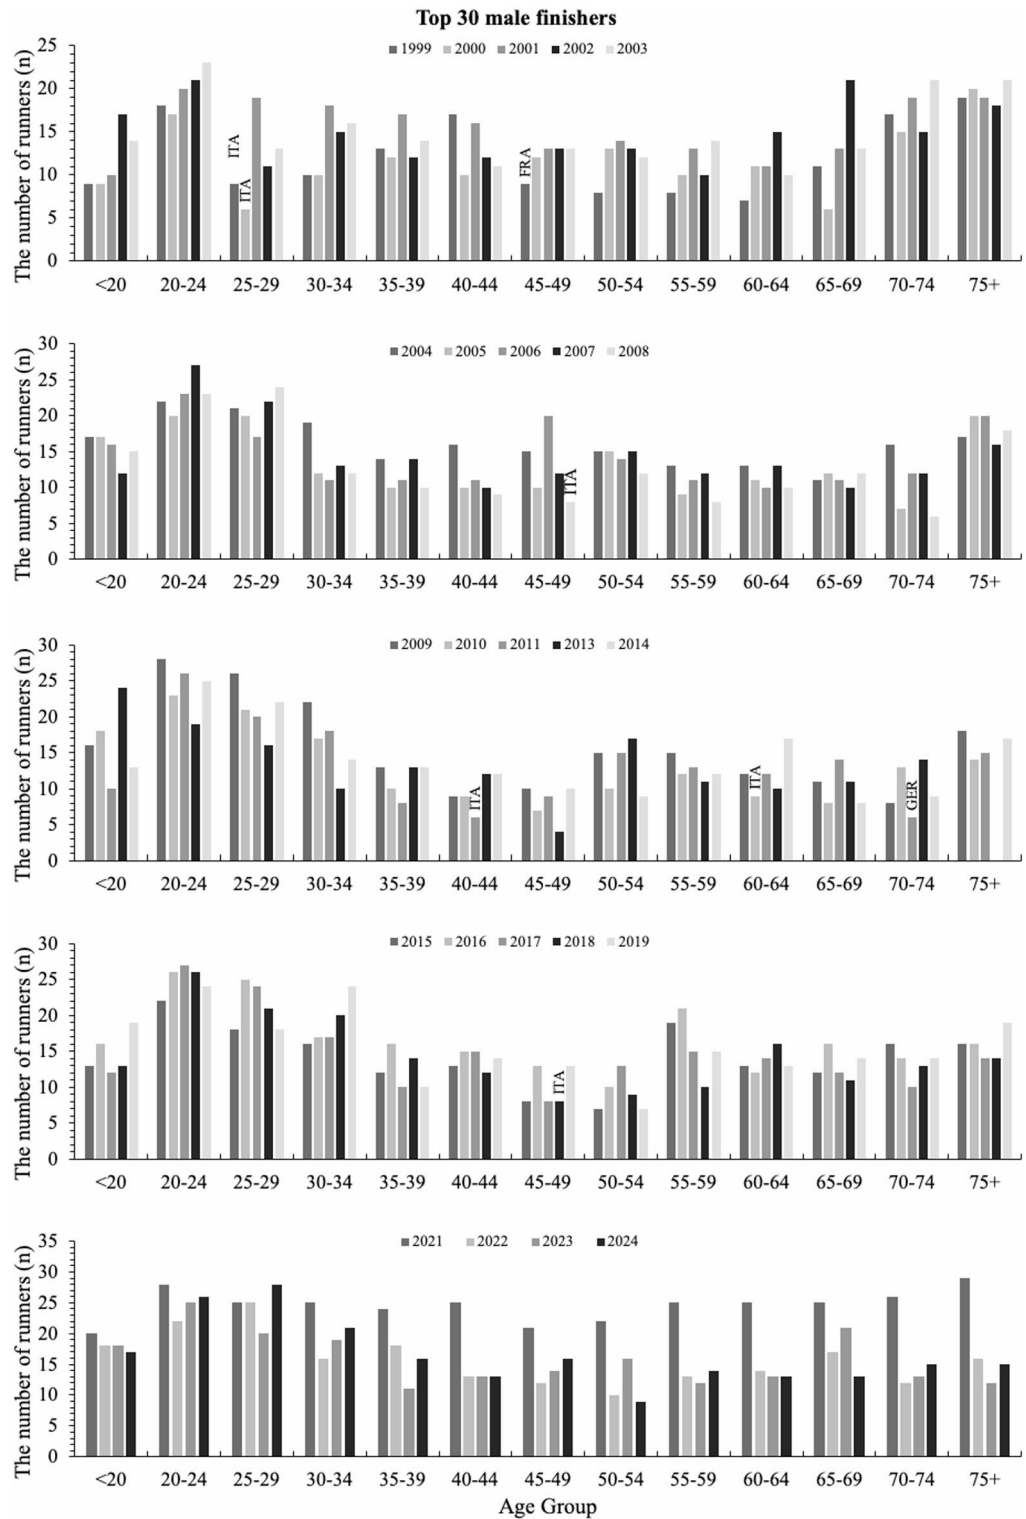 Top 30 male finishers
The number of runners (n)
25
20
15
10
5
0
1999 2000 2001 2002 2003
ITA
ITA
FRA
<20 20-24 25-29 30-34 35-39 40-44 45-49 50-54 55-59 60-64 65-69 70-74 75+
The number of runners (n)
30
25
20
15
10
5
0
2004 2005 2006 2007 2008
ITA
<20 20-24 25-29 30-34 35-39 40-44 45-49 50-54 55-59 60-64 65-69 70-74 75+
The number of runners (n)
30
25
20
15
10
5
0
2009 2010 2011 2013 2014
ITA
ITA
GER
<20 20-24 25-29 30-34 35-39 40-44 45-49 50-54 55-59 60-64 65-69 70-74 75+
The number of runners (n)
30
25
20
15
10
5
0
2015 2016 2017 2018 2019
ITA
<20 20-24 25-29 30-34 35-39 40-44 45-49 50-54 55-59 60-64 65-69 70-74 75+
The number of runners (n)
35
30
25
20
15
10
5
0
2021 2022 2023 2024
<20 20-24 25-29 30-34 35-39 40-44 45-49 50-54 55-59 60-64 65-69 70-74 75+
Age Group